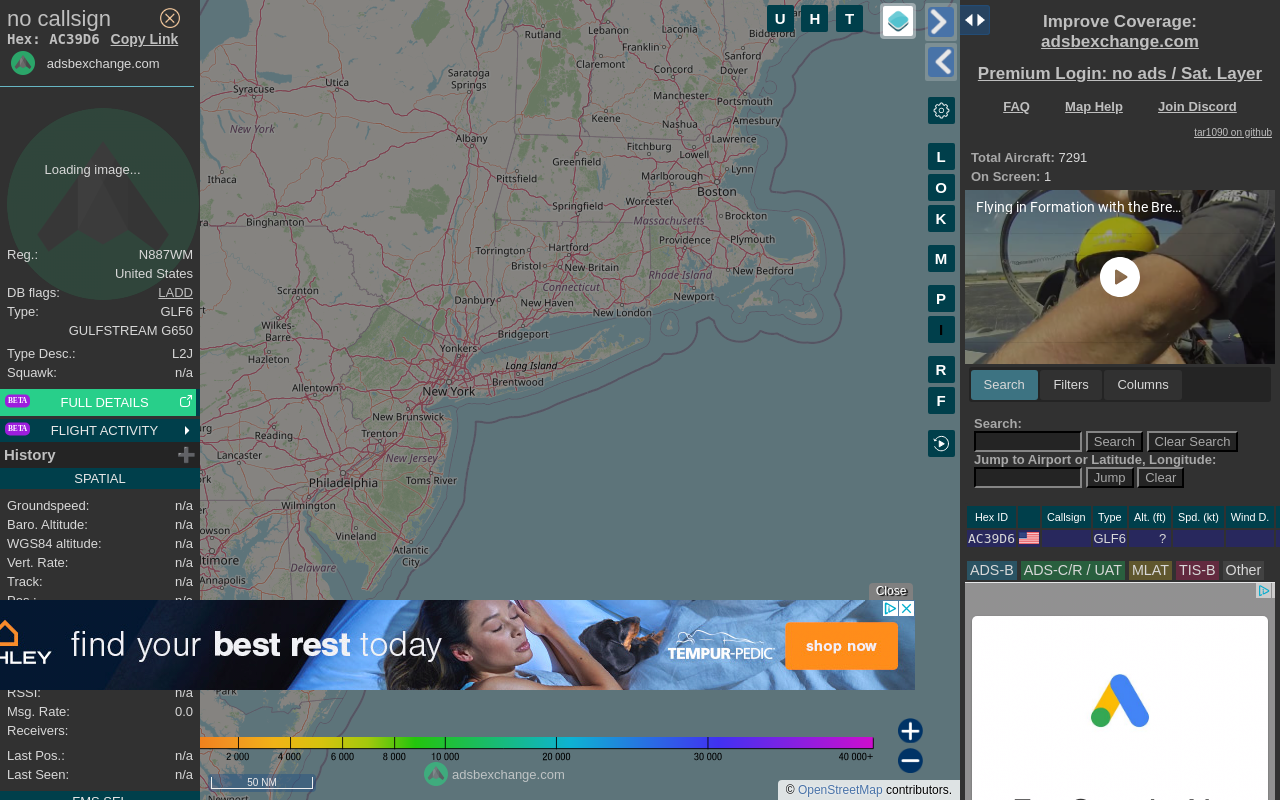 no callsign
Hex: AC39D6 Copy Link
adsbexchange.com
Loading image...
Reg.: N887WM
United States
DB flags: LADD
Type: GLF6
GULFSTREAM G650
Type Desc.: L2J
Squawk: n/a
BETA FULL DETAILS
BETA FLIGHT ACTIVITY
History
SPATIAL
Groundspeed: n/a
Baro. Altitude: n/a
WGS84 altitude: n/a
Vert. Rate: n/a
Track: n/a
Pos.: n/a
RSSI: n/a
Msg. Rate: 0.0
Receivers:
Last Pos.: n/a
Last Seen: n/a
FMS SEL
U H T
L
O
K
M
P
I
R
F
Rutland
Lebanon
Laconia
Biddeford
Franklin
Sanford
Claremont
Concord
Dover
Saratoga
Springs
Utica
Syracuse
Manchester
Portsmouth
Keene
Nashua
Amesbury
New York
Albany
Fitchburg
Lawrence
Lowell
Greenfield
Lynn
Ithaca
Pittsfield
Marlborough
Boston
Worcester
Springfield
Massachusetts
Brockton
Binghamton
Providence
Plymouth
Torrington
Hartford
Bristol
New Britain
New Bedford
Rhode Island
Connecticut
Scranton
Danbury
New Haven
Newport
New London
Wilkes-
Barre
Bridgeport
Yonkers
Hazleton
Long Island
Brentwood
Allentown
New York
New Brunswick
Reading
Trenton
Lancaster
New Jersey
Philadelphia
Toms River
Wilmington
Vineland
Atlantic
City
Annapolis
Delaware
Close
find your best rest today
TEMPUR-PEDIC
shop now
Park
2 000 4 000 6 000 8 000 10 000 20 000 30 000 40 000+
50 NM
adsbexchange.com
Newport
© OpenStreetMap contributors.
Improve Coverage:
adsbexchange.com
Premium Login: no ads / Sat. Layer
FAQ Map Help Join Discord
tar1090 on github
Total Aircraft: 7291
On Screen: 1
Flying in Formation with the Bre...
Search Filters Columns
Search:
Search Clear Search
Jump to Airport or Latitude, Longitude:
Jump Clear
Hex ID Callsign Type Alt. (ft) Spd. (kt) Wind D.
AC39D6 GLF6 ?
ADS-B ADS-C/R / UAT MLAT TIS-B Other